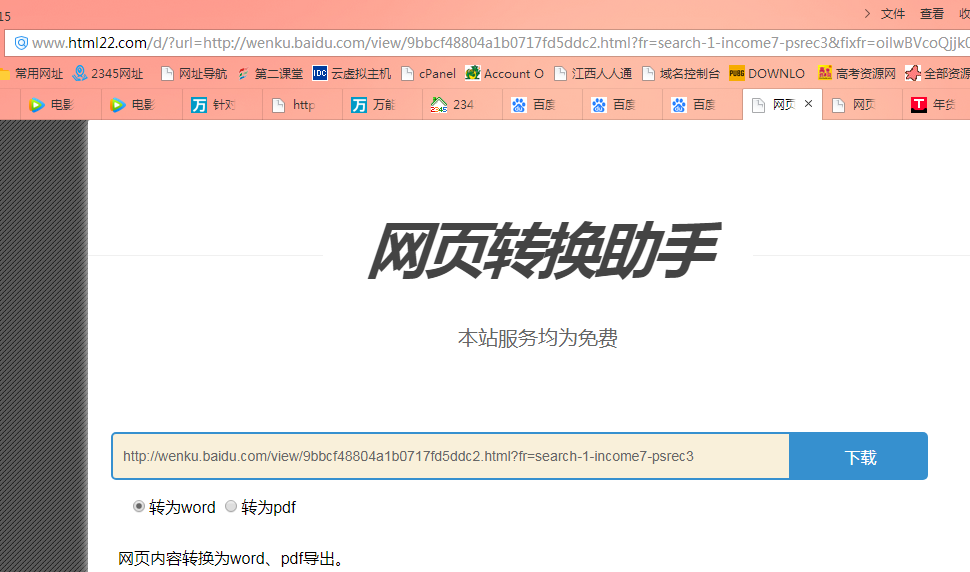 15
文件 查看 收
www.html22.com/d/?url=http://wenku.baidu.com/view/9bbcf48804a1b0717fd5ddc2.html?fr=search-1-income7-psrec3&fixfr=oilwBVcoQjjk
常用网址 2345网址 网址导航 第二课堂 IDC 云虚拟主机 cPanel Account O 江西人人通 域名控制台 PUBG DOWNLO 高考资源网 全部资源
电影 电影 万 针对 http 万 万能 2345 234 百度 百度 百度 网页 × 网页 T 年货
网页转换助手
本站服务均为免费
http://wenku.baidu.com/view/9bbcf48804a1b0717fd5ddc2.html?fr=search-1-income7-psrec3 下载
转为word 转为pdf
网页内容转换为word、pdf导出。